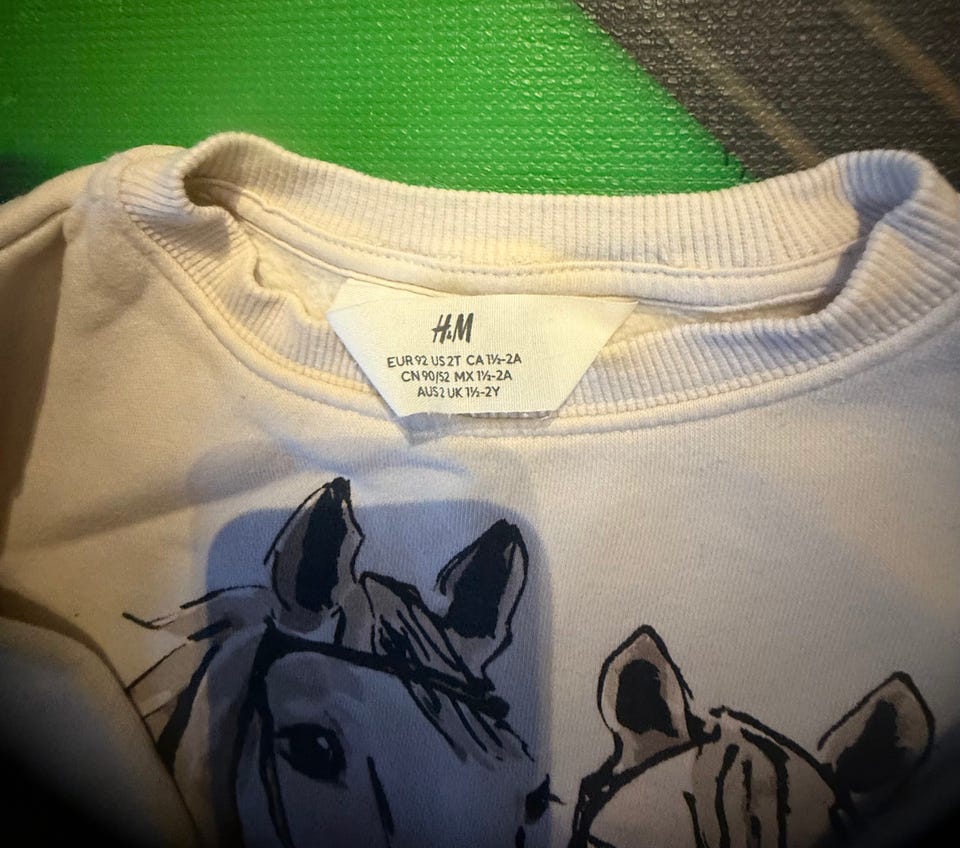 H&M
EUR 92 US 2T CA 1½-2A
CN 90/52 MX 1½-2A
AUS 2 UK 1½-2Y